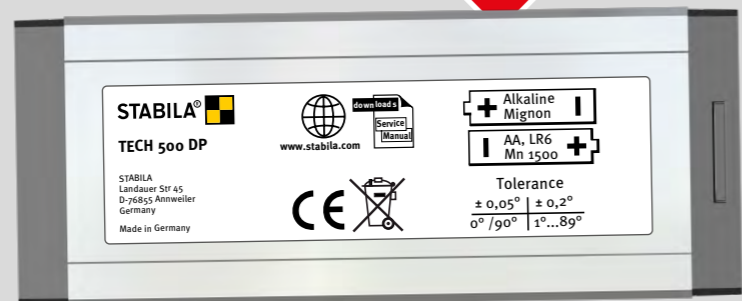 STABILA®
TECH 500 DP
STABILA
Landauer Str 45
D-76855 Annweiler
Germany
Made in Germany
www.stabila.com
downloads
Service
Manual
CE
+ Alkaline –
Mignon
– AA, LR6 +
Mn 1500
Tolerance
± 0,05° ± 0,2°
0° /90° 1°...89°